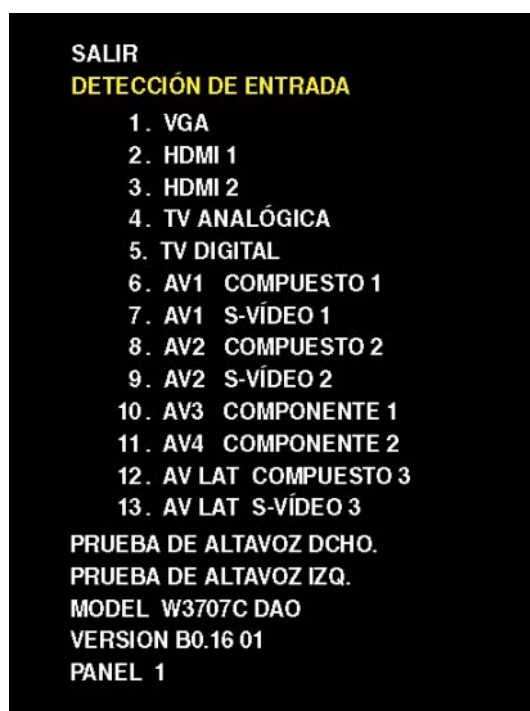 SALIR
DETECCIÓN DE ENTRADA
1. VGA
2. HDMI 1
3. HDMI 2
4. TV ANALÓGICA
5. TV DIGITAL
6. AV1 COMPUESTO 1
7. AV1 S-VÍDEO 1
8. AV2 COMPUESTO 2
9. AV2 S-VÍDEO 2
10. AV3 COMPONENTE 1
11. AV4 COMPONENTE 2
12. AV LAT COMPUESTO 3
13. AV LAT S-VÍDEO 3
PRUEBA DE ALTAVOZ DCHO.
PRUEBA DE ALTAVOZ IZQ.
MODEL W3707C DAO
VERSION B0.16 01
PANEL 1